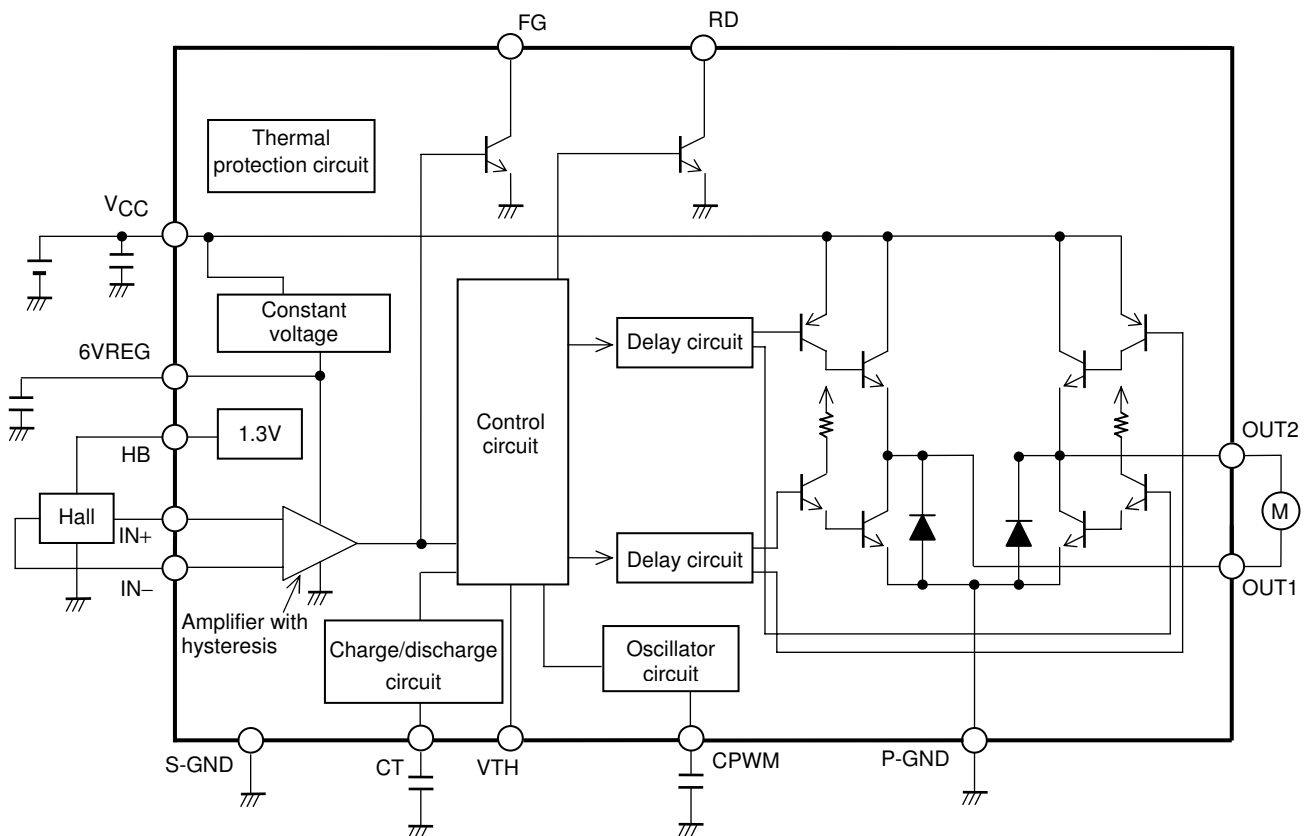 FG
RD
Thermal
protection circuit
VCC
Constant
voltage
6VREG
Delay circuit
1.3V
HB
Control
circuit
OUT2
Hall
IN+
M
Delay circuit
IN–
OUT1
Amplifier with
hysteresis
Charge/discharge
circuit
Oscillator
circuit
S-GND
CT
VTH
CPWM
P-GND